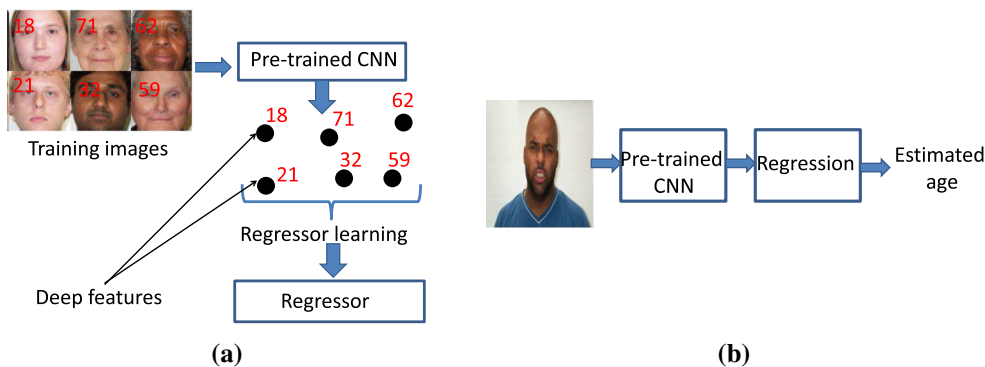 18 71 62
21 32 59
Training images
Pre-trained CNN
18 71 62
21 32 59
Regressor learning
Deep features
Regressor
(a)
Pre-trained
CNN
Regression
Estimated
age
(b)